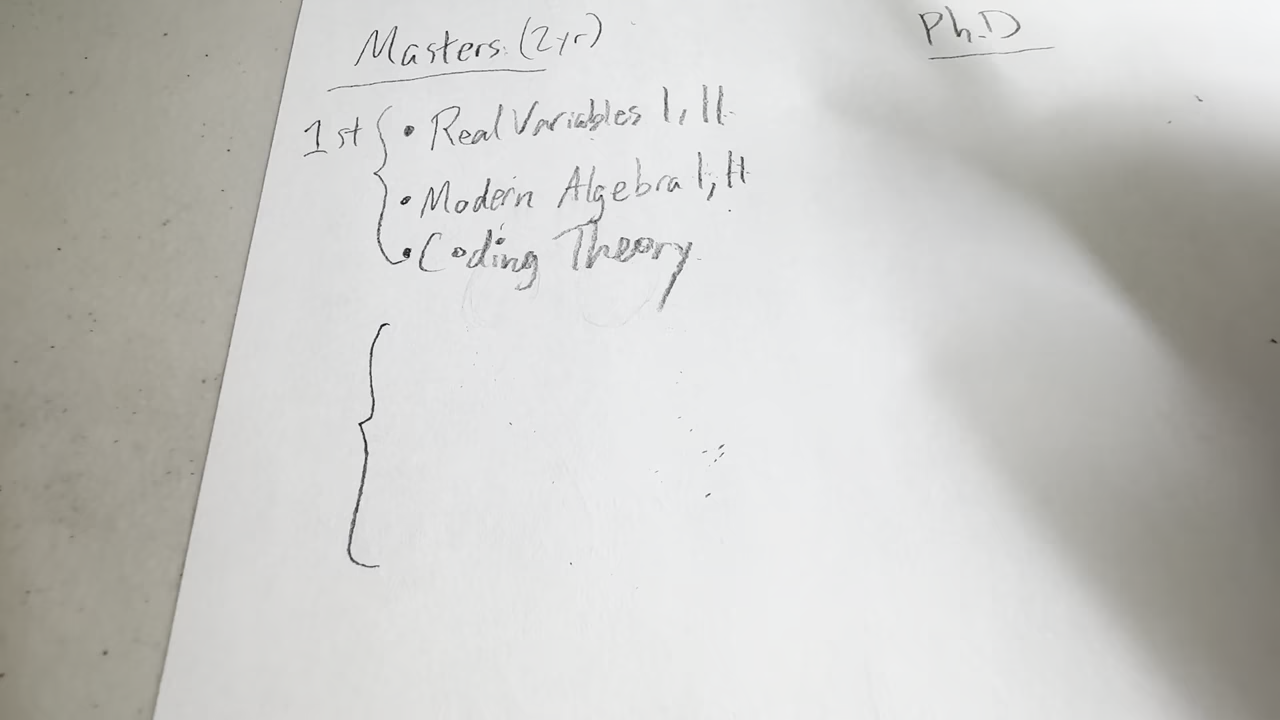 Masters (2yr)
Ph.D
1st { • Real Variables I, II
• Modern Algebra I, II
• Coding Theory
{